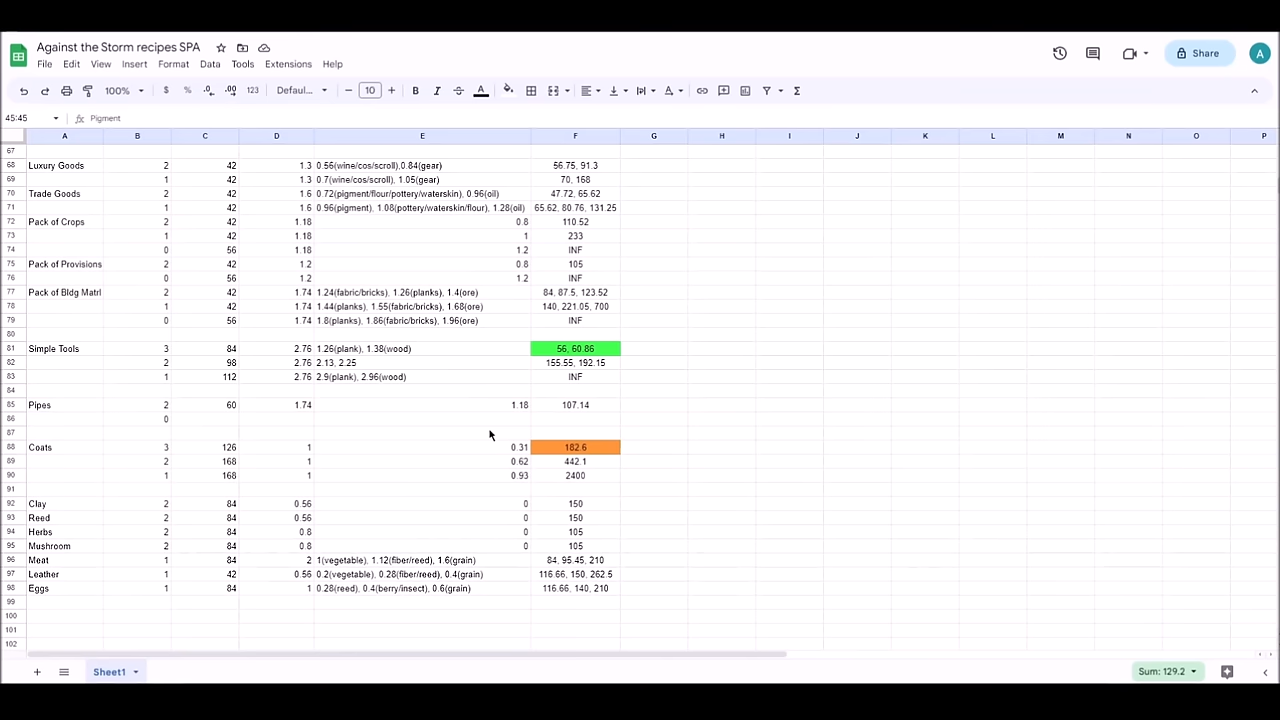 Against the Storm recipes SPA
File Edit View Insert Format Data Tools Extensions Help
Share A
100% $ % .0 .00 123 Defaul... 10 B I S A
45:45 Pigment
A B C D E F G H I J K L M N O P
67
68 Luxury Goods 2 42 1.3 0.56(wine/cos/scroll),0.84(gear) 56.75, 91.3
69 1 42 1.3 0.7(wine/cos/scroll), 1.05(gear) 70, 168
70 Trade Goods 2 42 1.6 0.72(pigment/flour/pottery/waterskin), 0.96(oil) 47.72, 65.62
71 1 42 1.6 0.96(pigment), 1.08(pottery/waterskin/flour), 1.28(oil) 65.62, 80.76, 131.25
72 Pack of Crops 2 42 1.18 0.8 110.52
73 1 42 1.18 1 233
74 0 56 1.18 1.2 INF
75 Pack of Provisions 2 42 1.2 0.8 105
76 0 56 1.2 1.2 INF
77 Pack of Bldg Matrl 2 42 1.74 1.24(fabric/bricks), 1.26(planks), 1.4(ore) 84, 87.5, 123.52
78 1 42 1.74 1.44(planks), 1.55(fabric/bricks), 1.68(ore) 140, 221.05, 700
79 0 56 1.74 1.8(planks), 1.86(fabric/bricks), 1.96(ore) INF
80
81 Simple Tools 3 84 2.76 1.26(plank), 1.38(wood) 56, 60.86
82 2 98 2.76 2.13, 2.25 155.55, 192.15
83 1 112 2.76 2.9(plank), 2.96(wood) INF
84
85 Pipes 2 60 1.74 1.18 107.14
86 0
87
88 Coats 3 126 1 0.31 182.6
89 2 168 1 0.62 442.1
90 1 168 1 0.93 2400
91
92 Clay 2 84 0.56 0 150
93 Reed 2 84 0.56 0 150
94 Herbs 2 84 0.8 0 105
95 Mushroom 2 84 0.8 0 105
96 Meat 1 84 2 1(vegetable), 1.12(fiber/reed), 1.6(grain) 84, 95.45, 210
97 Leather 1 42 0.56 0.2(vegetable), 0.28(fiber/reed), 0.4(grain) 116.66, 150, 262.5
98 Eggs 1 84 1 0.28(reed), 0.4(berry/insect), 0.6(grain) 116.66, 140, 210
99
100
101
102
Sheet1
Sum: 129.2